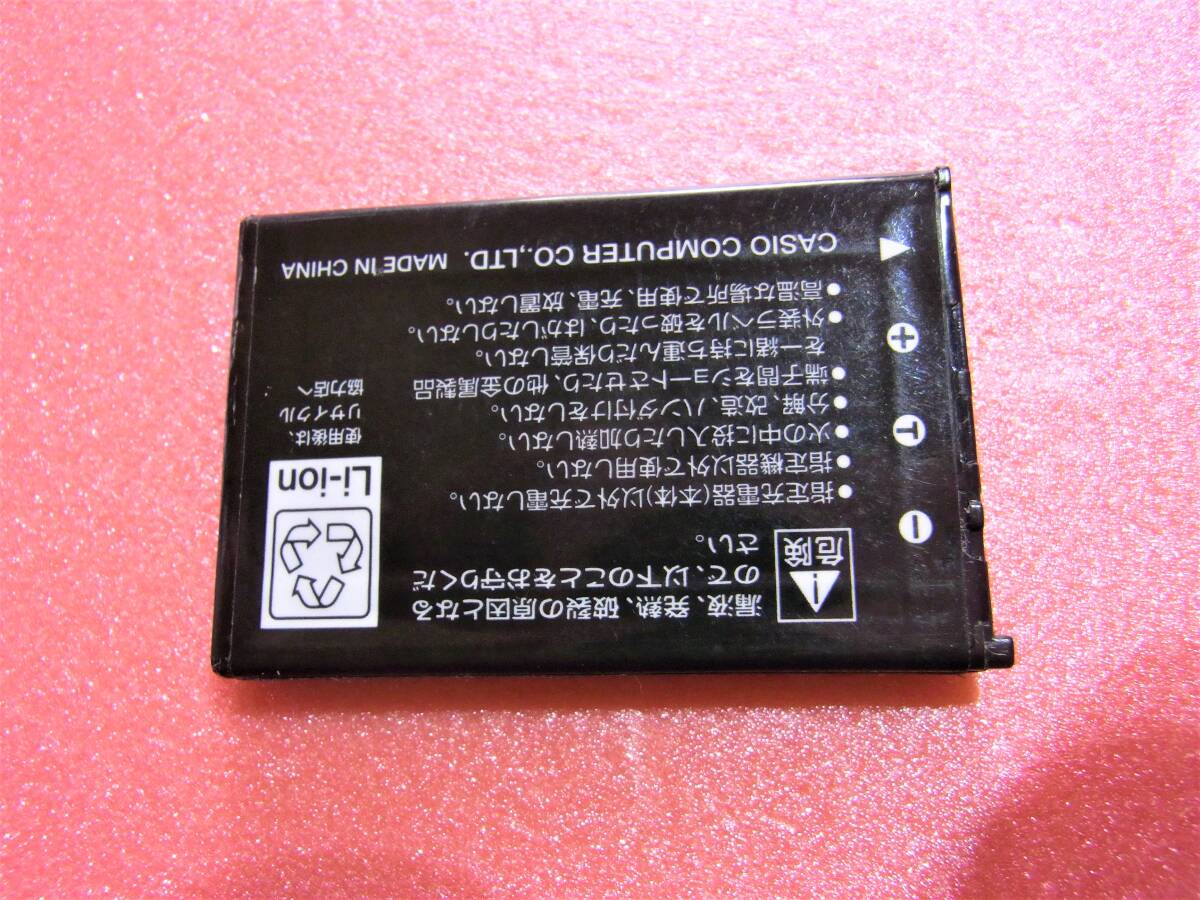 危険
漏液、発熱、破裂の原因となる
ので、以下のことをお守りくだ
さい。
●指定充電器(本体)以外で充電しない。
●指定機器以外で使用しない。
●火の中に投入したり加熱しない。
●分解、改造、ハンダ付けをしない。
●端子間をショートさせたり、他の金属製品
を一緒に持ち運んだり保管しない。
●外装ラベルを破ったり、はがしたりしない。
●高温な場所で使用、充電、放置しない。
CASIO COMPUTER CO.,LTD. MADE IN CHINA
Li-ion
使用後は、
リサイクル
協力店へ
－
T
＋